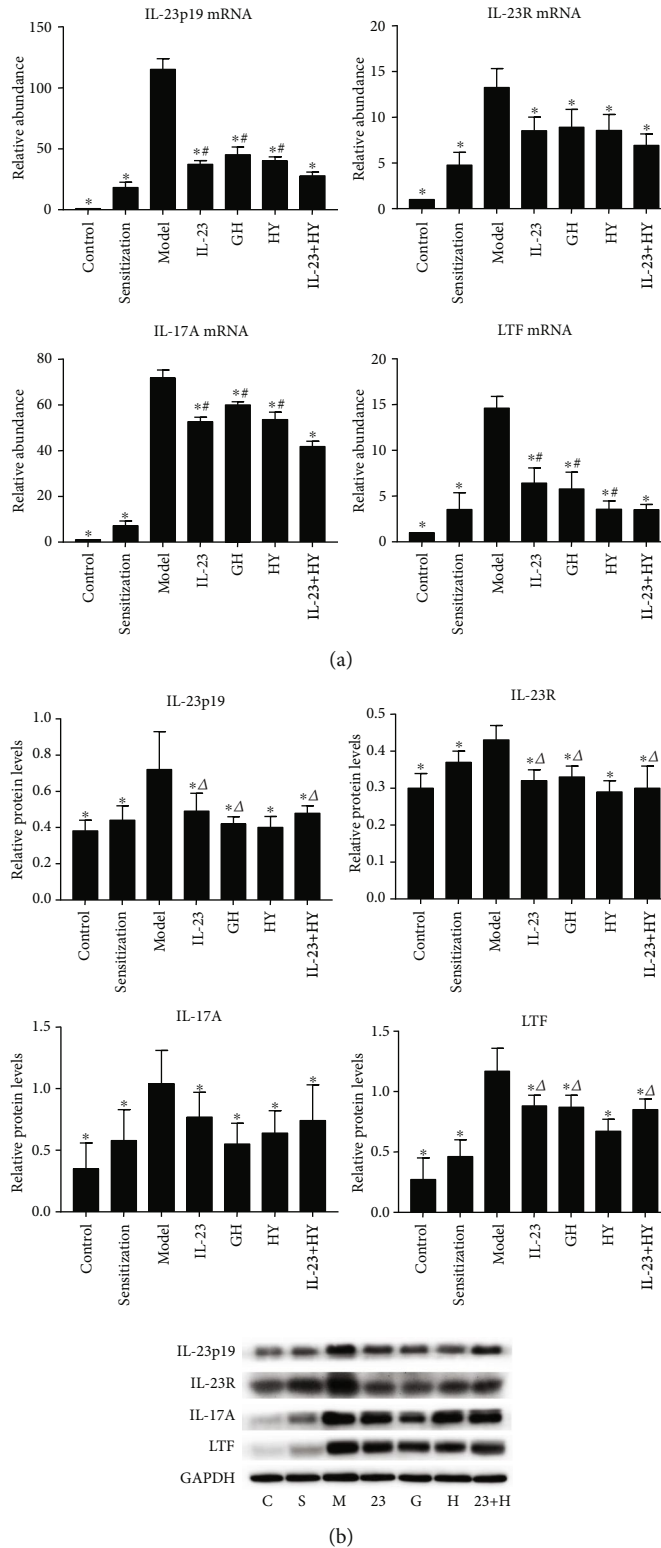 IL-23p19 mRNA
Relative abundance
150
100
50
0
*
*
*#
*#
*#
*
Control
Sensitization
Model
IL-23
GH
HY
IL-23+HY
IL-23R mRNA
Relative abundance
20
15
10
5
0
*
*
*
*
*
*
Control
Sensitization
Model
IL-23
GH
HY
IL-23+HY
IL-17A mRNA
Relative abundance
80
60
40
20
0
*
*
*#
*#
*#
*
Control
Sensitization
Model
IL-23
GH
HY
IL-23+HY
LTF mRNA
Relative abundance
20
15
10
5
0
*
*
*#
*#
*#
*
Control
Sensitization
Model
IL-23
GH
HY
IL-23+HY
(a)
IL-23p19
Relative protein levels
1.0
0.8
0.6
0.4
0.2
0.0
*
*
*Δ
*Δ
*
*Δ
Control
Sensitization
Model
IL-23
GH
HY
IL-23+HY
IL-23R
Relative protein levels
0.5
0.4
0.3
0.2
0.1
0.0
*
*
*Δ
*Δ
*
*Δ
Control
Sensitization
Model
IL-23
GH
HY
IL-23+HY
IL-17A
Relative protein levels
1.5
1.0
0.5
0.0
*
*
*
*
*
*
Control
Sensitization
Model
IL-23
GH
HY
IL-23+HY
LTF
Relative protein levels
1.5
1.0
0.5
0.0
*
*
*Δ
*Δ
*
*Δ
Control
Sensitization
Model
IL-23
GH
HY
IL-23+HY
IL-23p19
IL-23R
IL-17A
LTF
GAPDH
C S M 23 G H 23+H
(b)